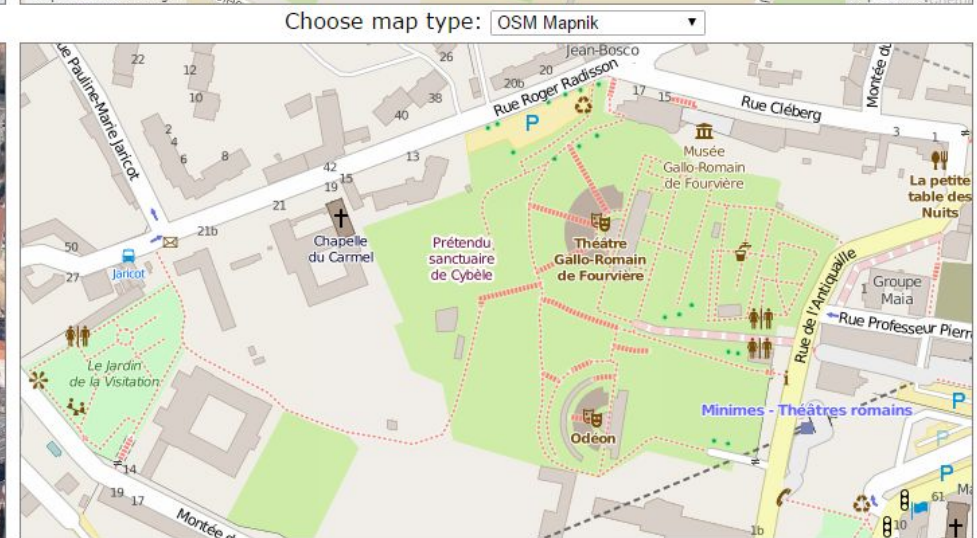 Choose map type: OSM Mapnik
Jean-Bosco
22
12
10
26
20b
20
38
40
Rue Roger Radisson
17
15
Rue Cléberg
Montée du
P
3
1
ue Pauline-Marie Jaricot
2
4
6
8
13
42
15
19
Musée
Gallo-Romain
de Fourvière
La petite
table des
Nuits
21
21b
Chapelle
du Carmel
Prétendu
sanctuaire
de Cybèle
Théâtre
Gallo-Romain
de Fourvière
50
27
Jaricot
Rue de l'Antiquaille
1
Groupe
Maïa
Rue Professeur Pierr
Le Jardin
de la Visitation
i
Minimes - Théâtres romains
P
P
P
Odéon
14
19
17
Montée d
1b
61
Ma
10